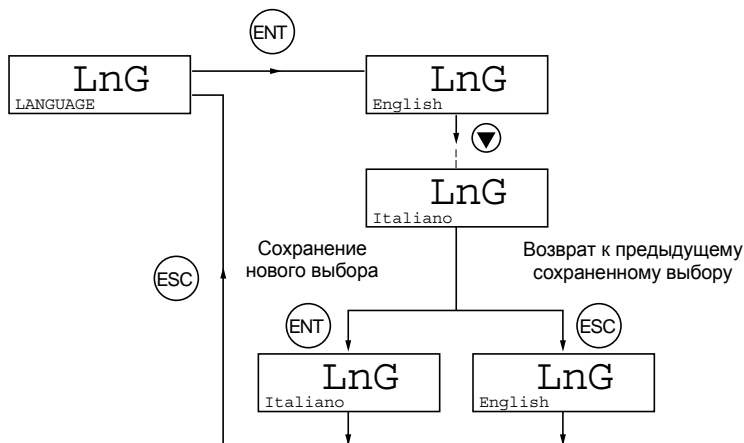 ENT
LnG
LANGUAGE
LnG
English
LnG
Italiano
Сохранение
нового выбора
Возврат к предыдущему
сохраненному выбору
ESC
ENT
ESC
LnG
Italiano
LnG
English